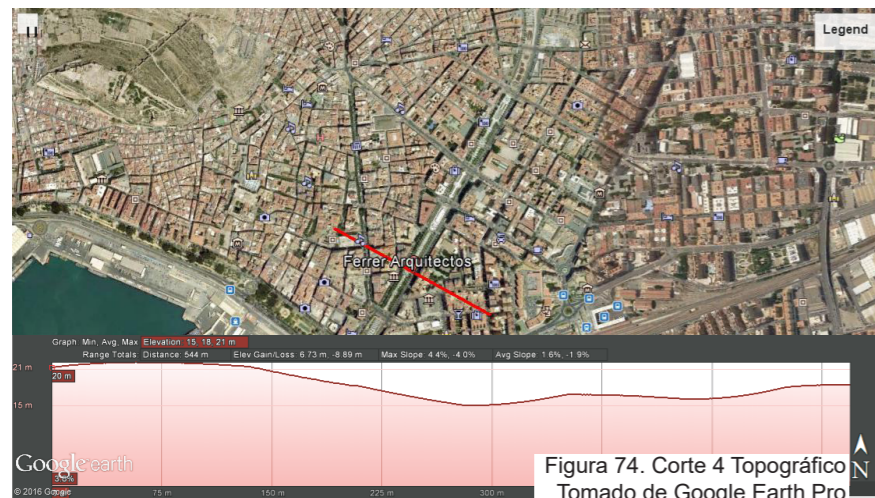 Legend
Ferrer Arquitectos
Graph Min, Avg, Max Elevation 15, 18, 21 m
Range Totals Distance: 544 m Elev Gain/Loss 6.73 m, -8.89 m Max Slope 4.4%, -4.0% Avg Slope 1.6%, -1.9%
21 m
20 m
15 m
Google earth
3.6%
© 2016 Google
75 m
150 m
225 m
300 m
Figura 74. Corte 4 Topográfico
Tomado de Google Earth Pro
N